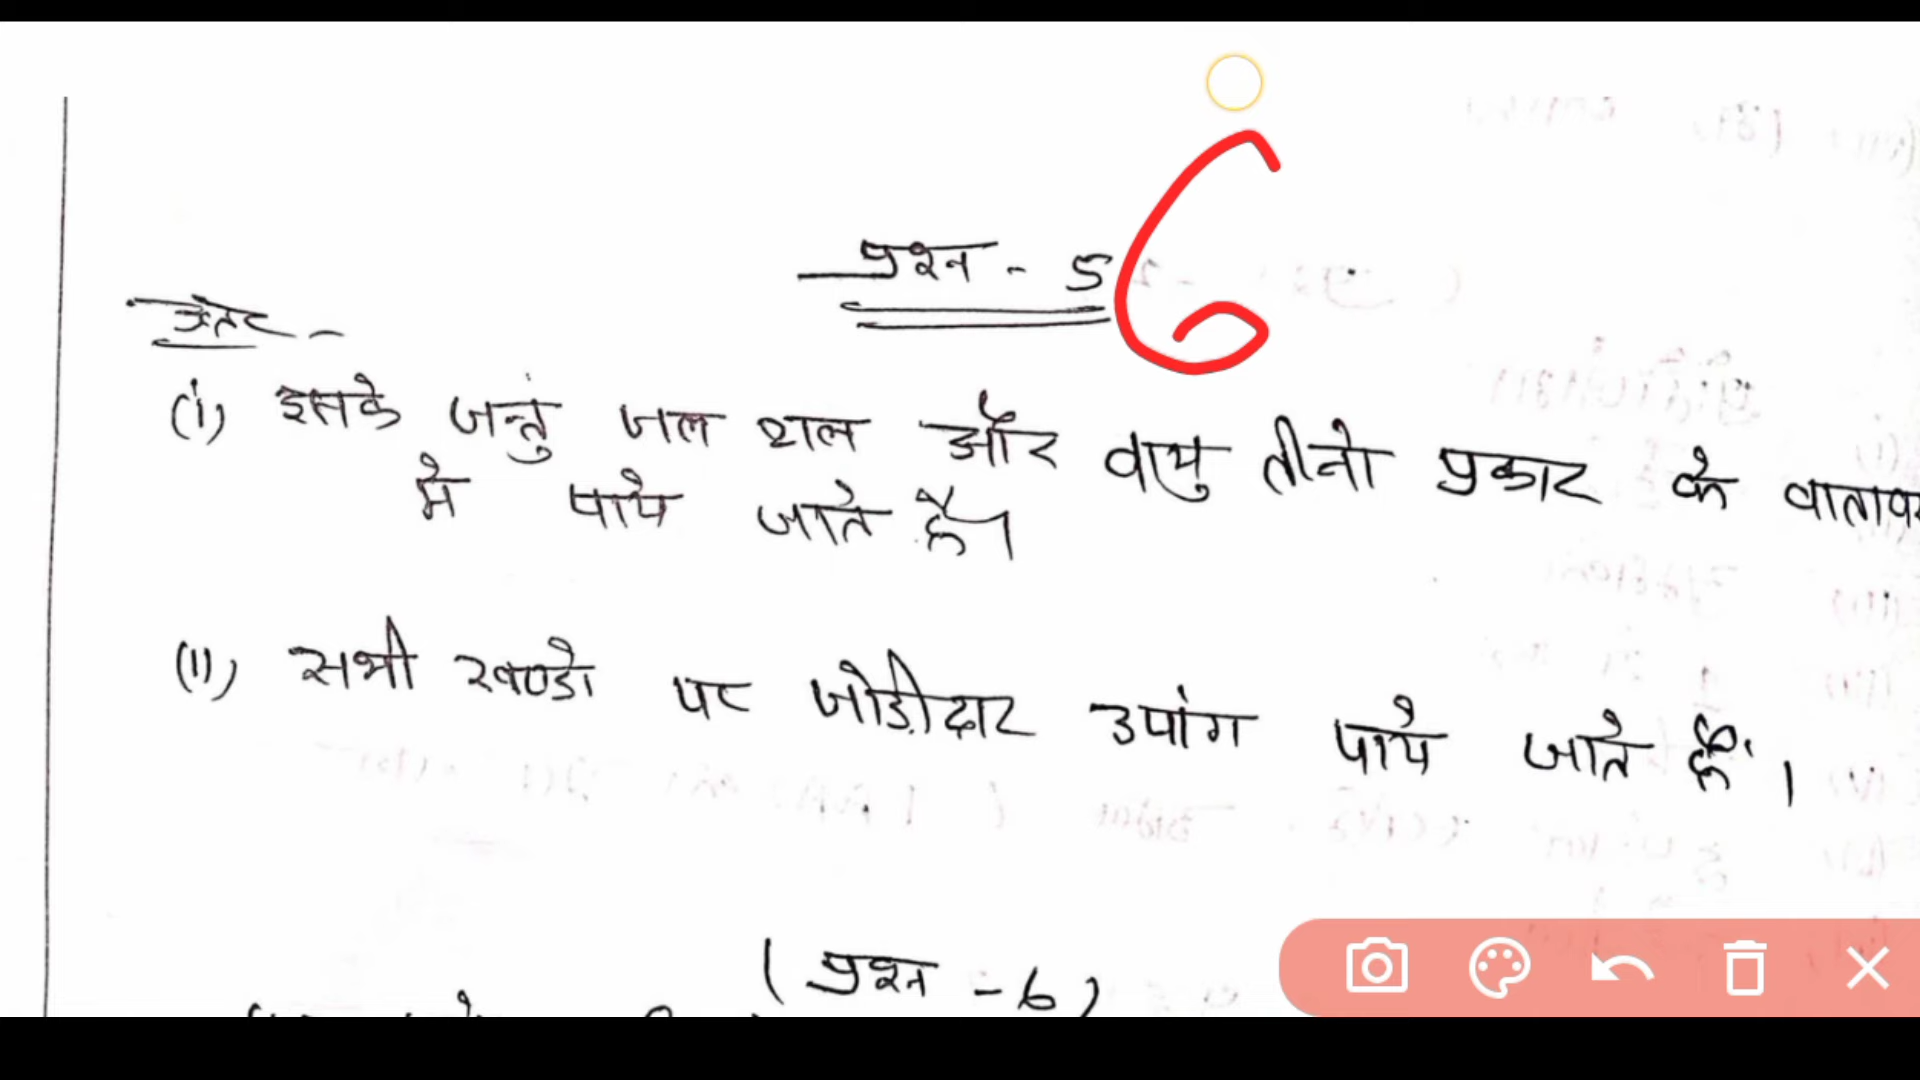 प्रश्न - 5
6
उत्तर -
(i) इसके जन्तुं जल थल और वायु तीनो प्रकार के वाताव
मे पाये जाते है।
(ii) सभी खण्डो पर जोडी़दार उपांग पाये जाते हैं।
(प्रश्न - 6)